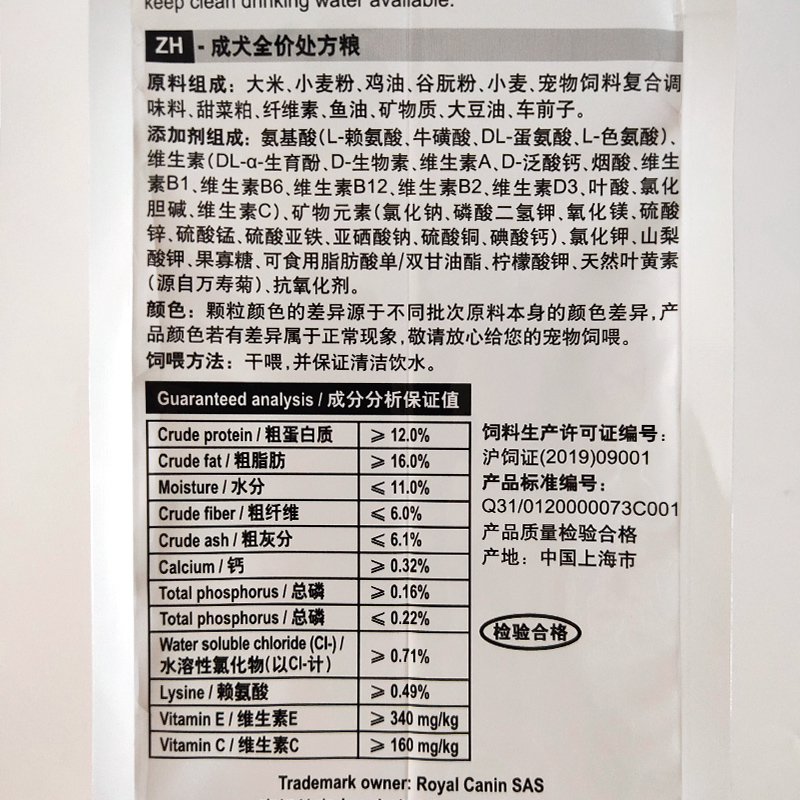 keep clean drinking water available.
ZH - 成犬全价处方粮
原料组成：大米、小麦粉、鸡油、谷朊粉、小麦、宠物饲料复合调
味料、甜菜粕、纤维素、鱼油、矿物质、大豆油、车前子。
添加剂组成：氨基酸(L-赖氨酸、牛磺酸、DL-蛋氨酸、L-色氨酸)、
维生素(DL-α-生育酚、D-生物素、维生素A、D-泛酸钙、烟酸、维生
素B1、维生素B6、维生素B12、维生素B2、维生素D3、叶酸、氯化
胆碱、维生素C)、矿物元素(氯化钠、磷酸二氢钾、氧化镁、硫酸
锌、硫酸锰、硫酸亚铁、亚硒酸钠、硫酸铜、碘酸钙)、氯化钾、山梨
酸钾、果寡糖、可食用脂肪酸单/双甘油酯、柠檬酸钾、天然叶黄素
(源自万寿菊)、抗氧化剂。
颜色：颗粒颜色的差异源于不同批次原料本身的颜色差异,产
品颜色若有差异属于正常现象,敬请放心给您的宠物饲喂。
饲喂方法：干喂,并保证清洁饮水。
Guaranteed analysis / 成分分析保证值
Crude protein / 粗蛋白质 ⩾ 12.0%
Crude fat / 粗脂肪 ⩾ 16.0%
Moisture / 水分 ⩽ 11.0%
Crude fiber / 粗纤维 ⩽ 6.0%
Crude ash / 粗灰分 ⩽ 6.1%
Calcium / 钙 ⩾ 0.32%
Total phosphorus / 总磷 ⩾ 0.16%
Total phosphorus / 总磷 ⩽ 0.22%
Water soluble chloride (Cl-) /
水溶性氯化物(以Cl-计) ⩾ 0.71%
Lysine / 赖氨酸 ⩾ 0.49%
Vitamin E / 维生素E ⩾ 340 mg/kg
Vitamin C / 维生素C ⩾ 160 mg/kg
饲料生产许可证编号：
沪饲证(2019)09001
产品标准编号：
Q31/0120000073C001
产品质量检验合格
产地：中国上海市
检验合格
Trademark owner: Royal Canin SAS